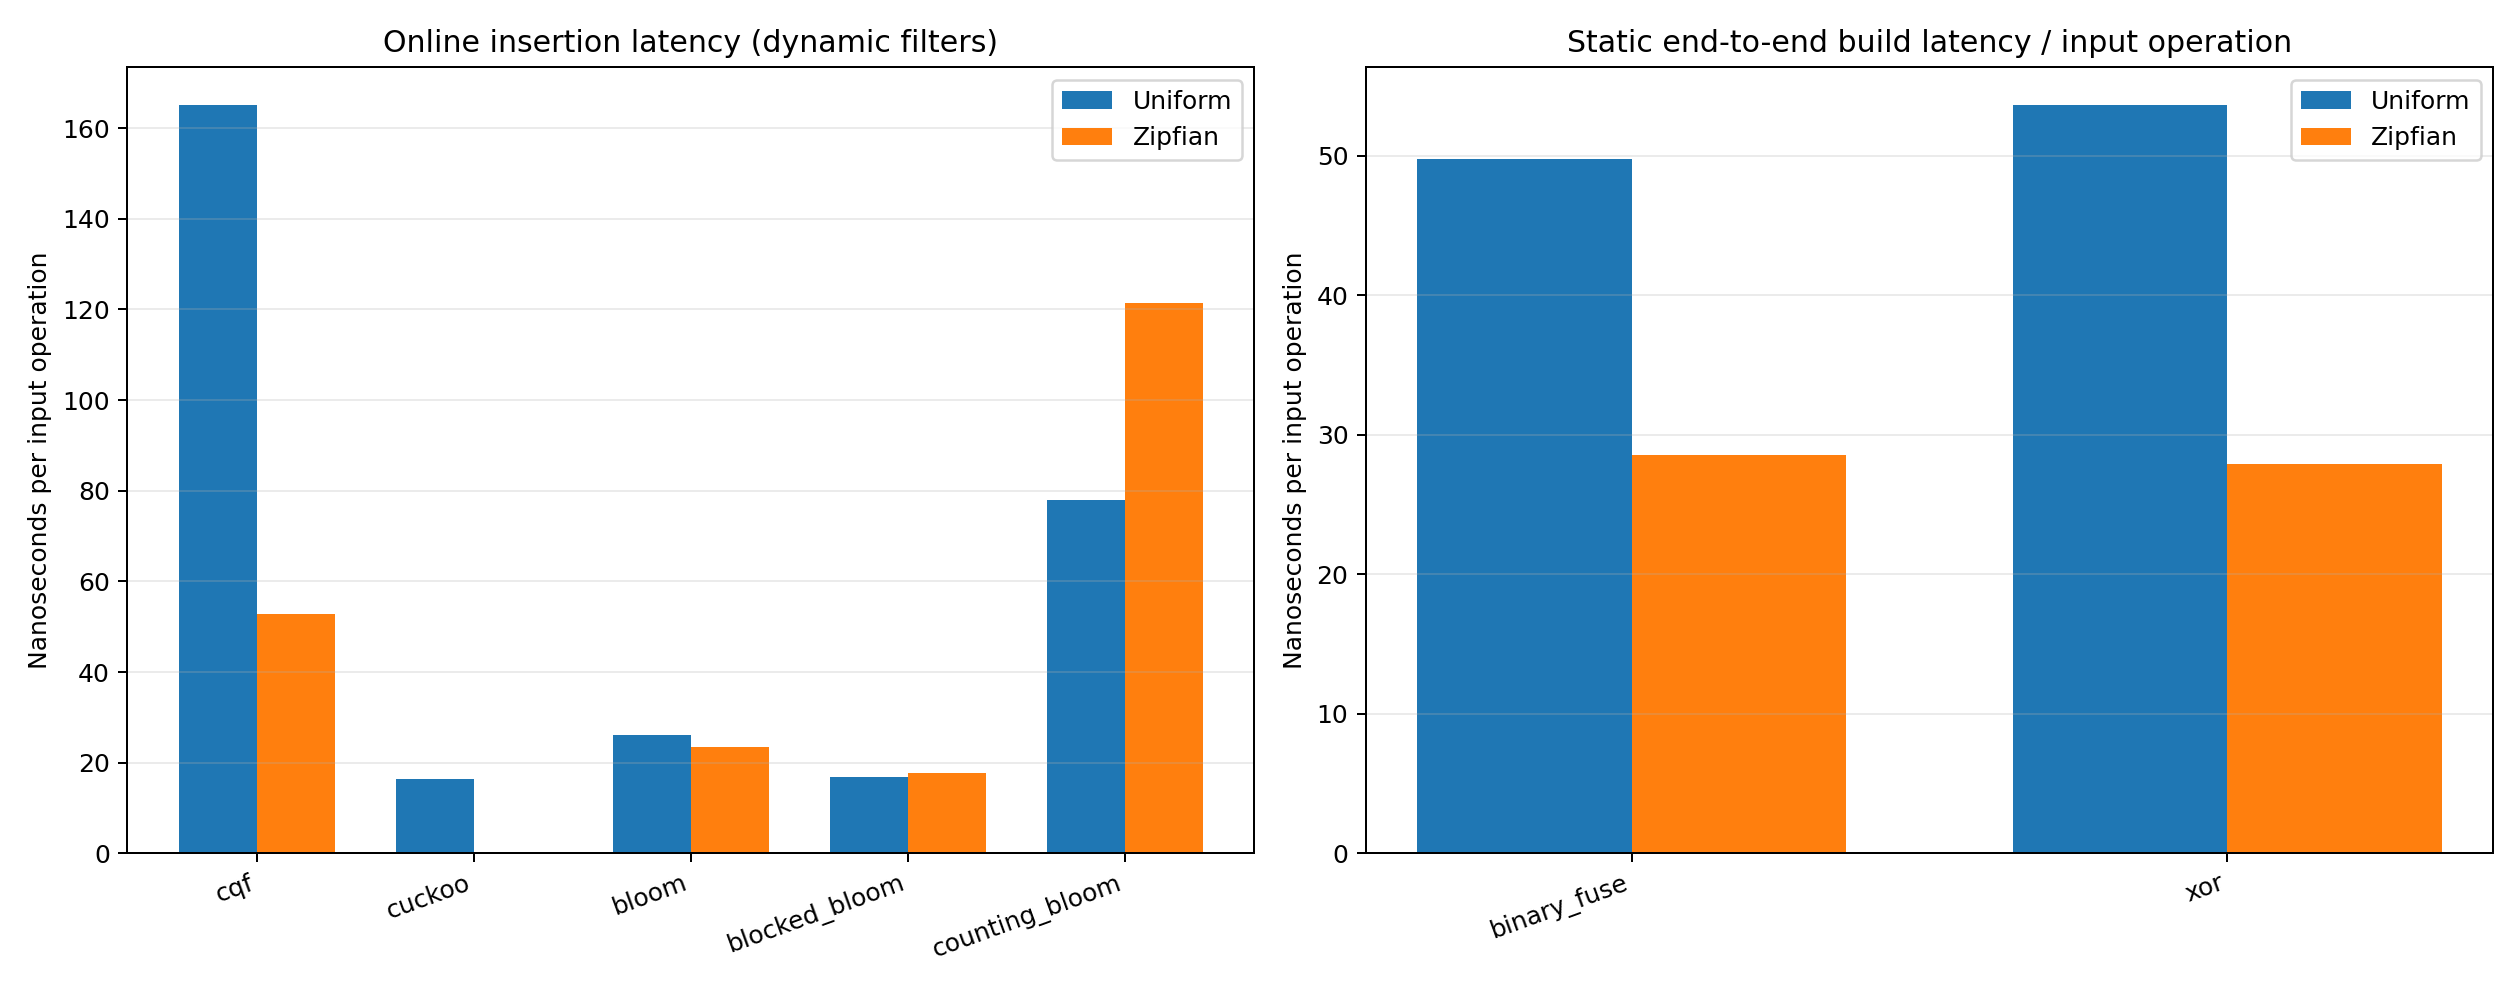 Online insertion latency (dynamic filters)
Uniform
Zipfian
Nanoseconds per input operation
160
140
120
100
80
60
40
20
0
cqf
cuckoo
bloom
blocked_bloom
counting_bloom
Static end-to-end build latency / input operation
Uniform
Zipfian
Nanoseconds per input operation
50
40
30
20
10
0
binary_fuse
xor